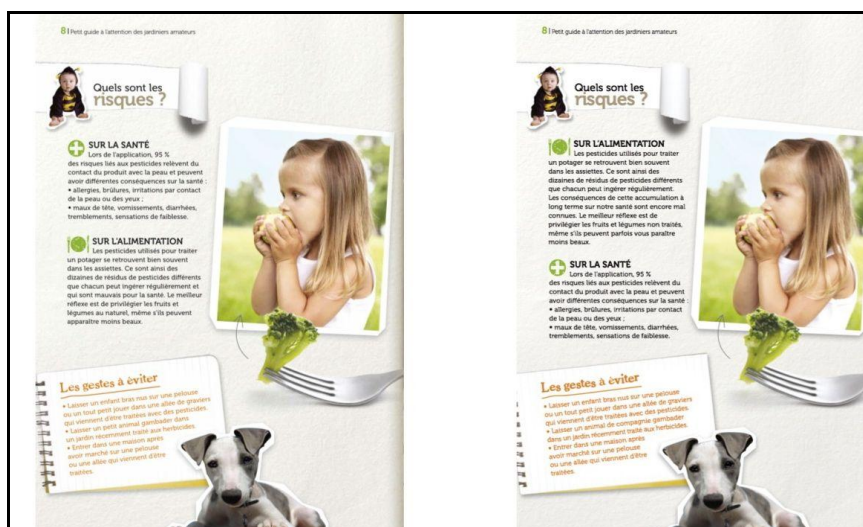 8 | Petit guide à l'attention des jardiniers amateurs
Quels sont les
risques ?
SUR LA SANTÉ
Lors de l'application, 95 %
des risques liés aux pesticides relèvent du
contact du produit avec la peau et peuvent
avoir différentes conséquences sur la santé :
• allergies, brûlures, irritations par contact
de la peau ou des yeux ;
• maux de tête, vomissements, diarrhées,
tremblements, sensations de faiblesse.
SUR L'ALIMENTATION
Les pesticides utilisés pour traiter
un potager se retrouvent bien souvent
dans les assiettes. Ce sont ainsi des
dizaines de résidus de pesticides différents
que chacun peut ingérer régulièrement et
qui sont mauvais pour la santé. Le meilleur
réflexe est de privilégier les fruits et
légumes au naturel, même s'ils peuvent
apparaître moins beaux.
Les gestes à éviter
• Laisser un enfant bras nus sur une pelouse
ou un tout petit jouer dans une allée de graviers
qui viennent d'être traitées avec des pesticides.
• Laisser un petit animal gambader dans
un jardin récemment traité aux herbicides.
• Entrer dans une maison après
avoir marché sur une pelouse
ou une allée qui viennent d'être
traitées.
8 | Petit guide à l'attention des jardiniers amateurs
Quels sont les
risques ?
SUR L'ALIMENTATION
Les pesticides utilisés pour traiter
un potager se retrouvent bien souvent
dans les assiettes. Ce sont ainsi des
dizaines de résidus de pesticides différents
que chacun peut ingérer régulièrement.
Les conséquences de cette accumulation à
long terme sur notre santé sont encore mal
connues. Le meilleur réflexe est de
privilégier les fruits et légumes non traités,
même s'ils peuvent parfois vous paraître
moins beaux.
SUR LA SANTÉ
Lors de l'application, 95 %
des risques liés aux pesticides relèvent du
contact du produit avec la peau et peuvent
avoir différentes conséquences sur la santé :
• allergies, brûlures, irritations par contact
de la peau ou des yeux ;
• maux de tête, vomissements, diarrhées,
tremblements, sensations de faiblesse.
Les gestes à éviter
• Laisser un enfant bras nus sur une pelouse
ou un tout petit jouer dans une allée de graviers
qui viennent d'être traitées avec des pesticides.
• Laisser un animal de compagnie gambader
dans un jardin récemment traité aux herbicides.
• Entrer dans une maison après
avoir marché sur une pelouse
ou une allée qui viennent d'être
traitées.